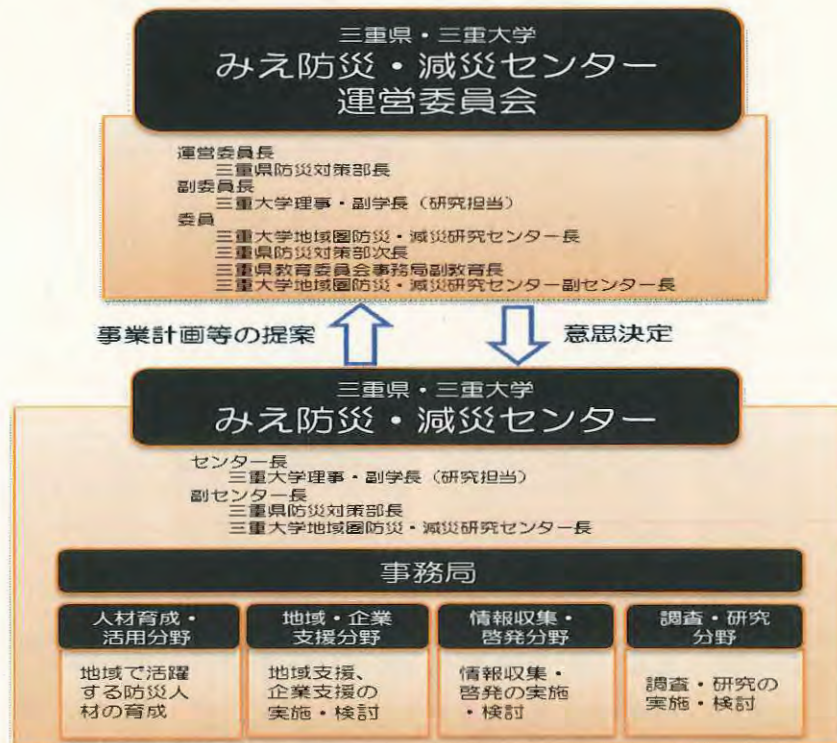 三重県・三重大学
みえ防災・減災センター
運営委員会
運営委員長
三重県防災対策部長
副委員長
三重大学理事・副学長（研究担当）
委員
三重大学地域圏防災・減災研究センター長
三重県防災対策部次長
三重県教育委員会事務局副教育長
三重大学地域圏防災・減災研究センター副センター長
事業計画等の提案
意思決定
三重県・三重大学
みえ防災・減災センター
センター長
三重大学理事・副学長（研究担当）
副センター長
三重県防災対策部長
三重大学地域圏防災・減災研究センター長
事務局
人材育成・
活用分野
地域で活躍
する防災人
材の育成
地域・企業
支援分野
地域支援、
企業支援の
実施・検討
情報収集・
啓発分野
情報収集・
啓発の実施
・検討
調査・研究
分野
調査・研究の
実施・検討